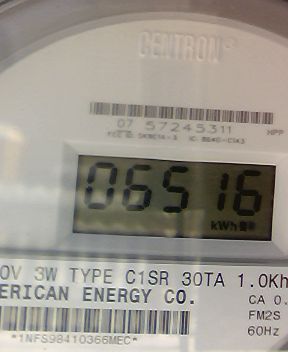 CENTRON®
07 57245311
HPP
06516
kWh
0V 3W TYPE C1SR 30TA 1.0Kh
ERICAN ENERGY CO.
CA 0.
FM2S
60Hz
*1NFS98410366MEC*